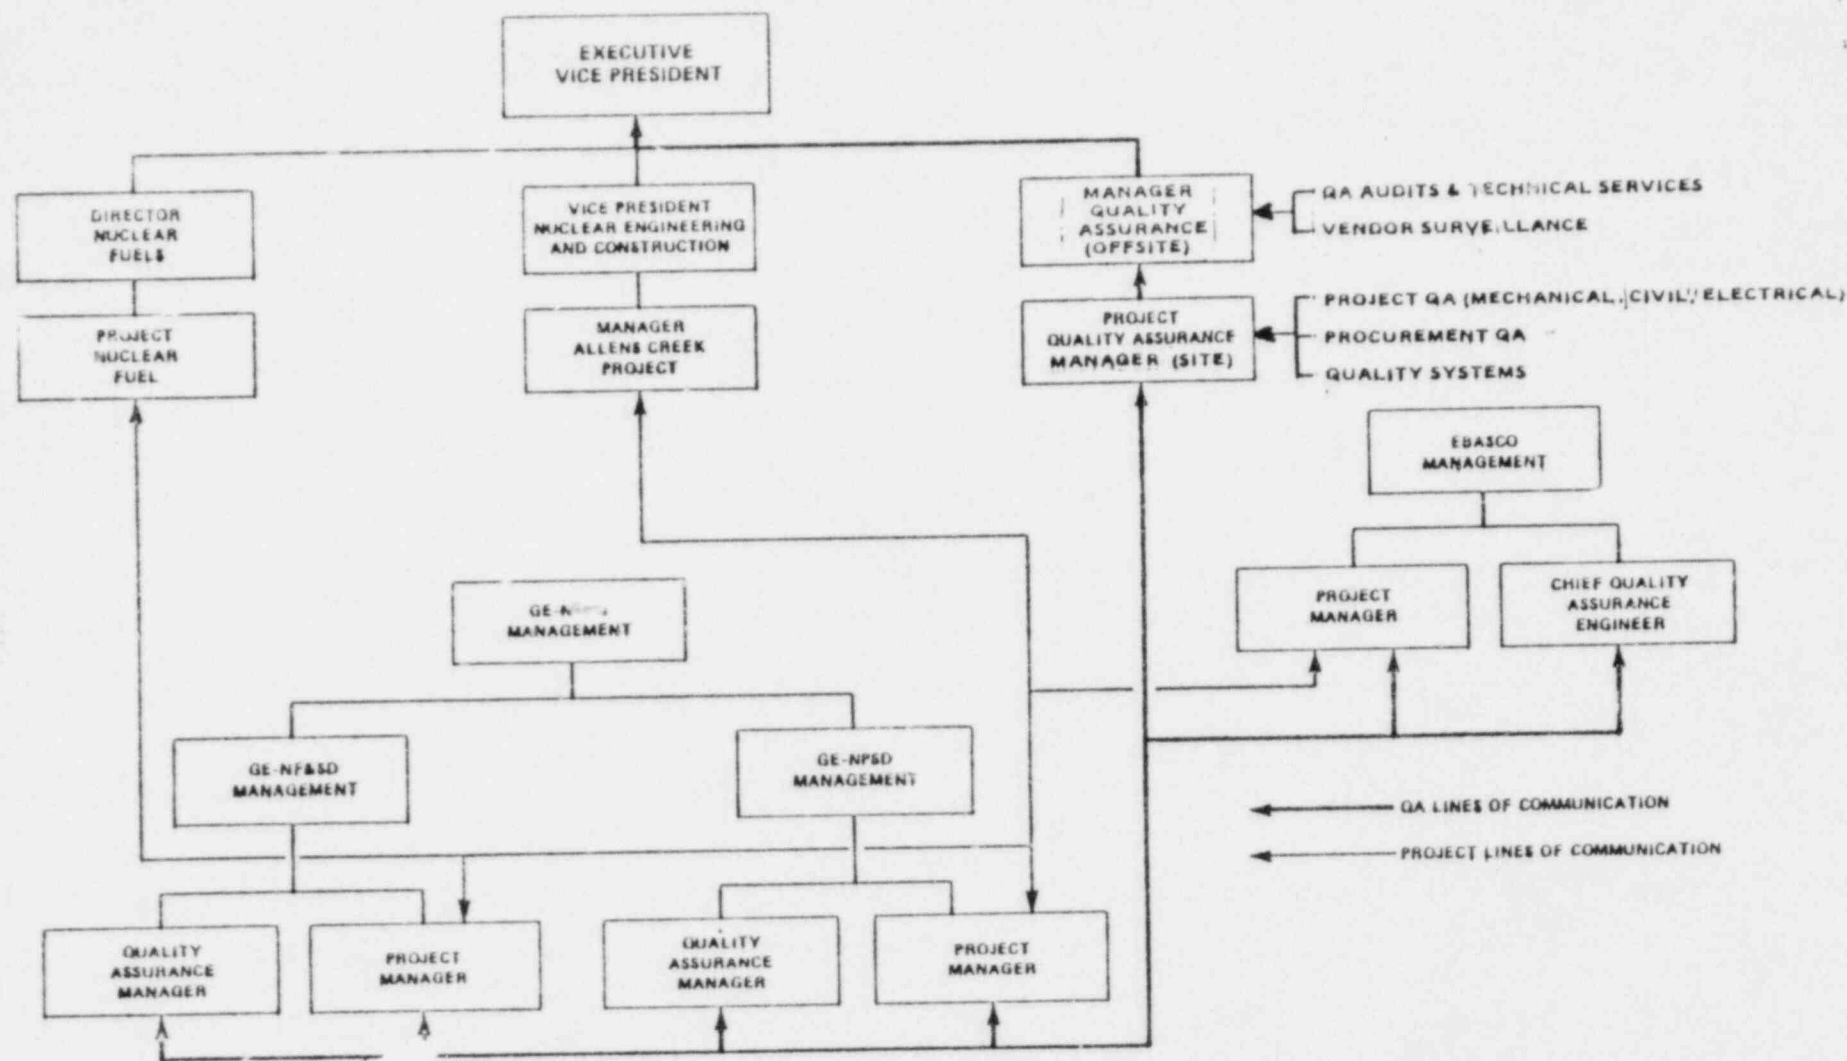 EXECUTIVE
VICE PRESIDENT
DIRECTOR
NUCLEAR
FUELS
VICE PRESIDENT
NUCLEAR ENGINEERING
AND CONSTRUCTION
MANAGER
QUALITY
ASSURANCE
(OFFSITE)
QA AUDITS & TECHNICAL SERVICES
VENDOR SURVEILLANCE
PROJECT
NUCLEAR
FUEL
MANAGER
ALLENS CREEK
PROJECT
PROJECT
QUALITY ASSURANCE
MANAGER (SITE)
PROJECT QA (MECHANICAL, CIVIL, ELECTRICAL)
PROCUREMENT QA
QUALITY SYSTEMS
EBASCO
MANAGEMENT
PROJECT
MANAGER
CHIEF QUALITY
ASSURANCE
ENGINEER
MANAGEMENT
GE-NF&SD
MANAGEMENT
GE-NPSD
MANAGEMENT
QA LINES OF COMMUNICATION
PROJECT LINES OF COMMUNICATION
QUALITY
ASSURANCE
MANAGER
PROJECT
MANAGER
QUALITY
ASSURANCE
MANAGER
PROJECT
MANAGER